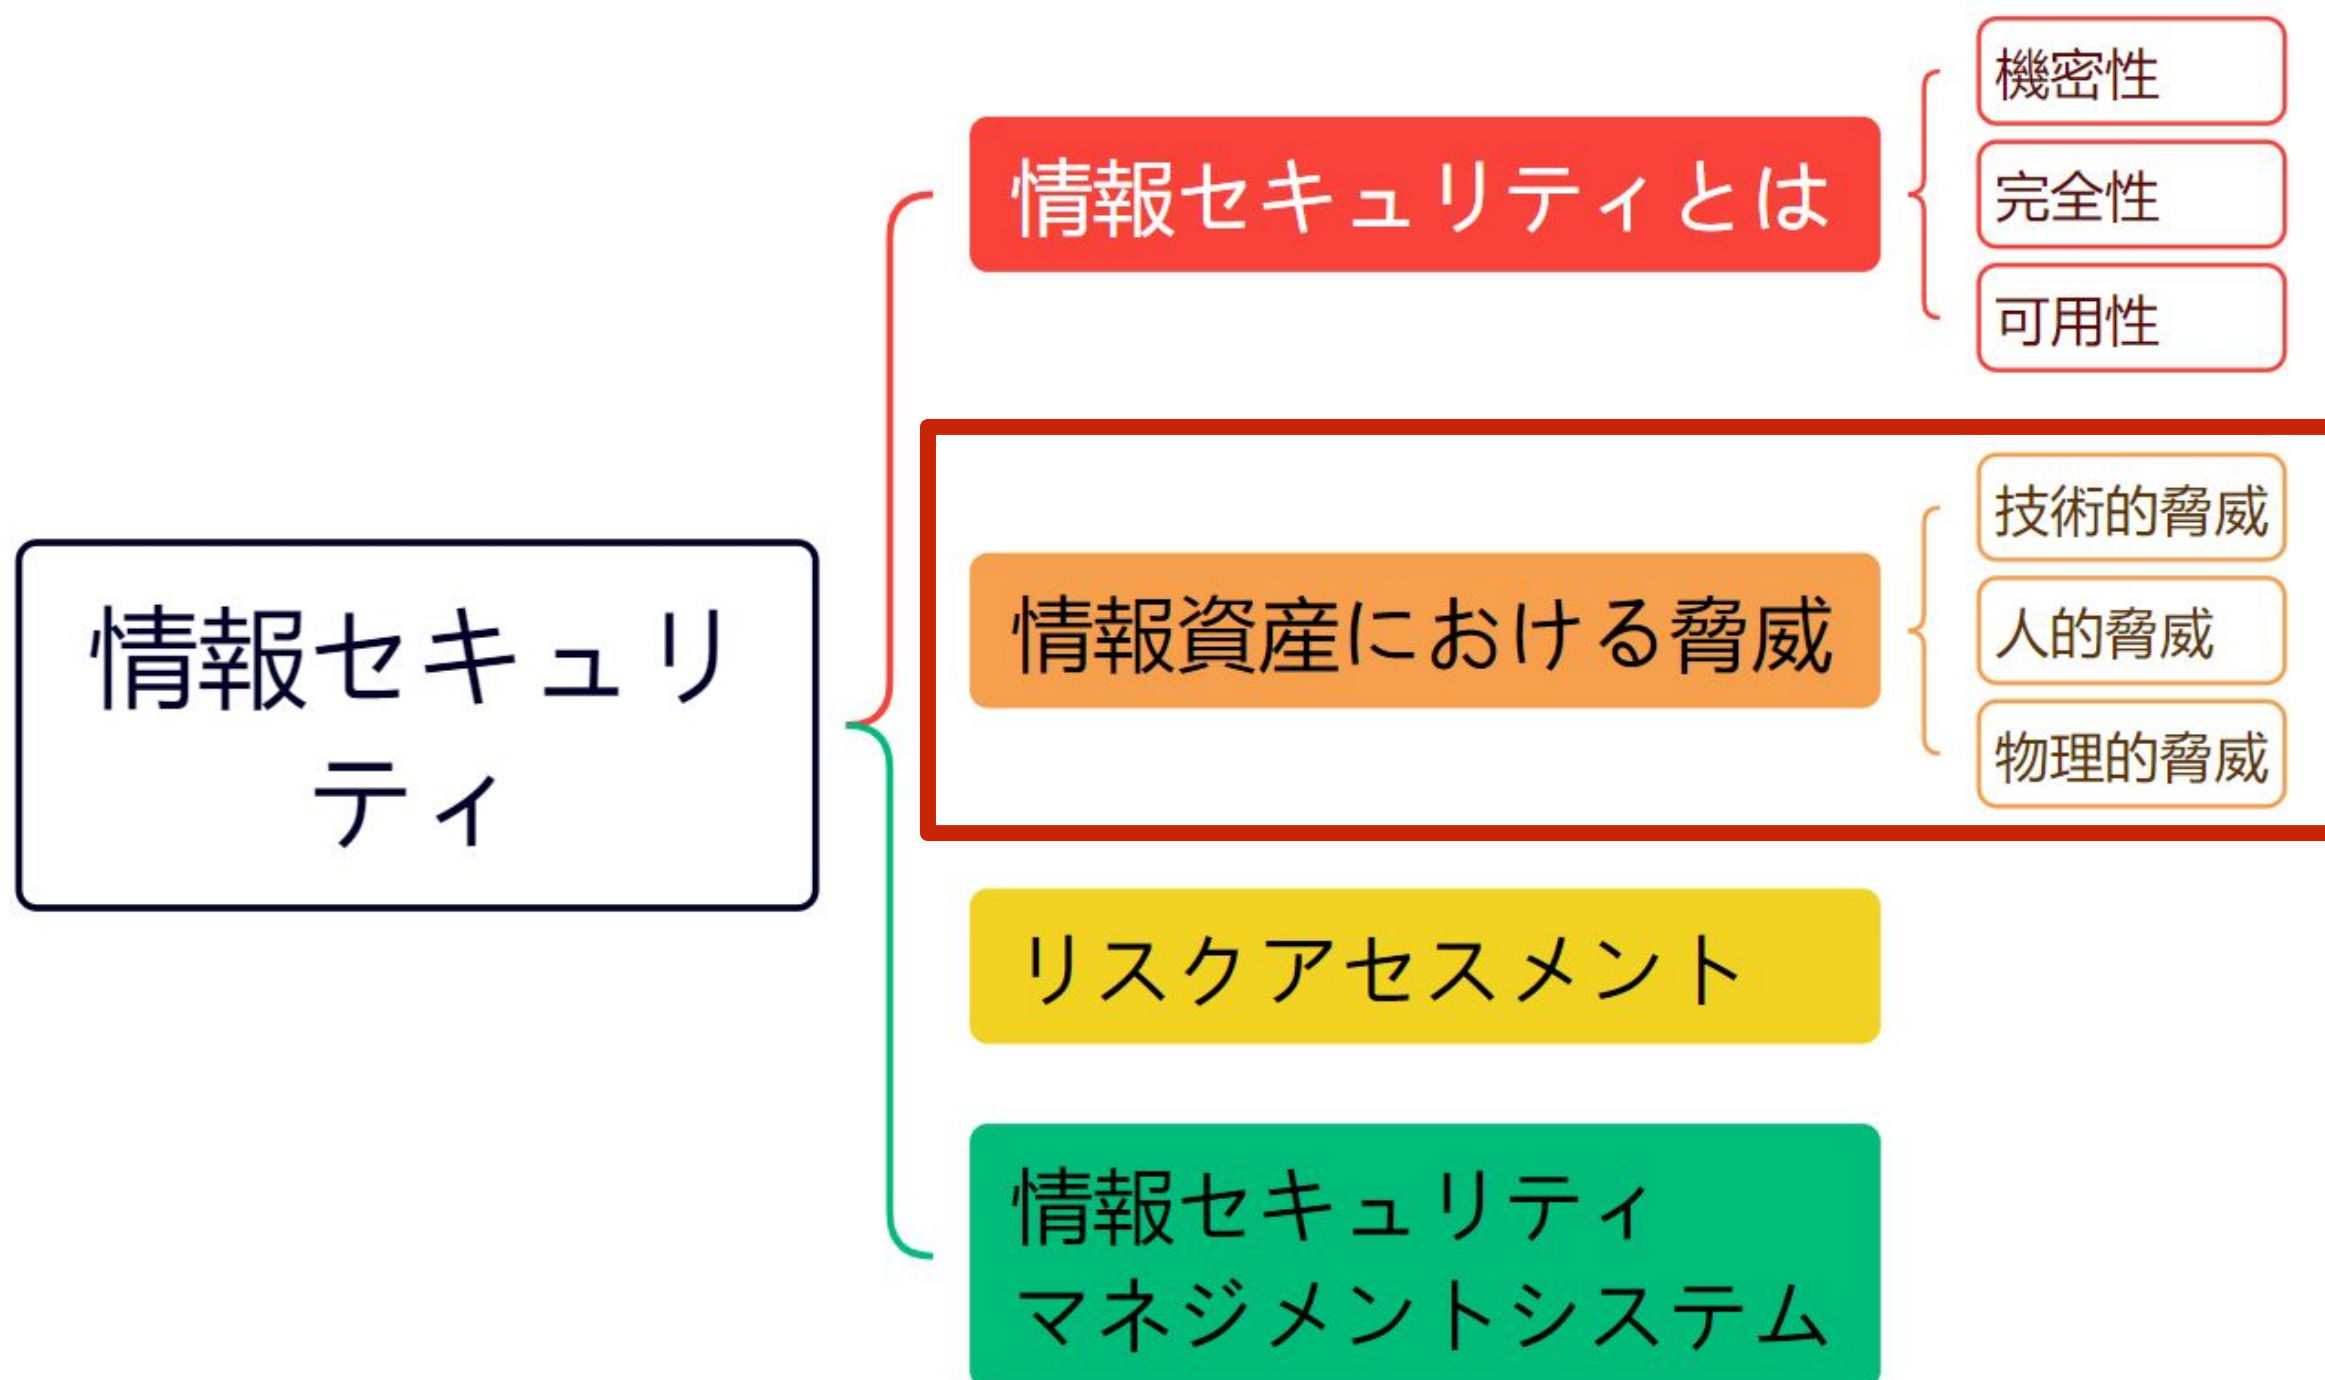 情報セキュリ
ティ
情報セキュリティとは
機密性
完全性
可用性
情報資産における脅威
技術的脅威
人的脅威
物理的脅威
リスクアセスメント
情報セキュリティ
マネジメントシステム